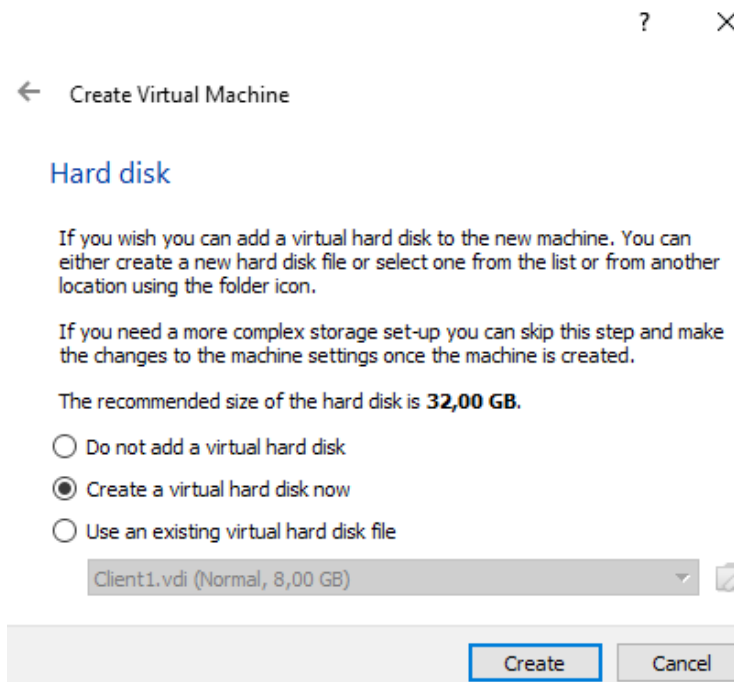 ?
Create Virtual Machine
Hard disk
If you wish you can add a virtual hard disk to the new machine. You can
either create a new hard disk file or select one from the list or from another
location using the folder icon.
If you need a more complex storage set-up you can skip this step and make
the changes to the machine settings once the machine is created.
The recommended size of the hard disk is 32,00 GB.
Do not add a virtual hard disk
Create a virtual hard disk now
Use an existing virtual hard disk file
Client1.vdi (Normal, 8,00 GB)
Create Cancel